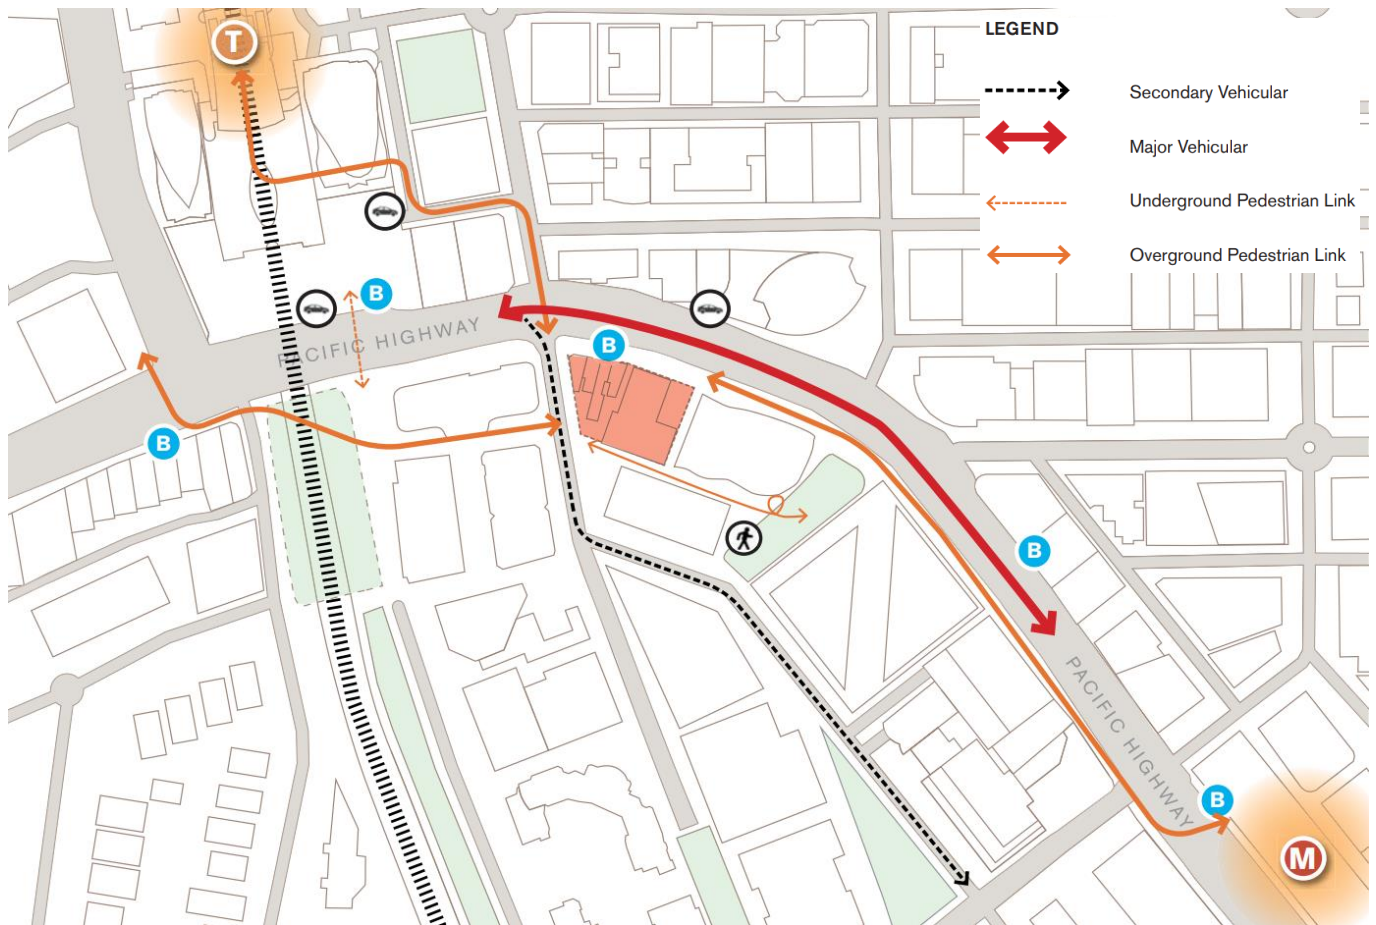 LEGEND
Secondary Vehicular
Major Vehicular
Underground Pedestrian Link
Overground Pedestrian Link
T
B
PACIFIC HIGHWAY
B
B
B
PACIFIC HIGHWAY
B
M